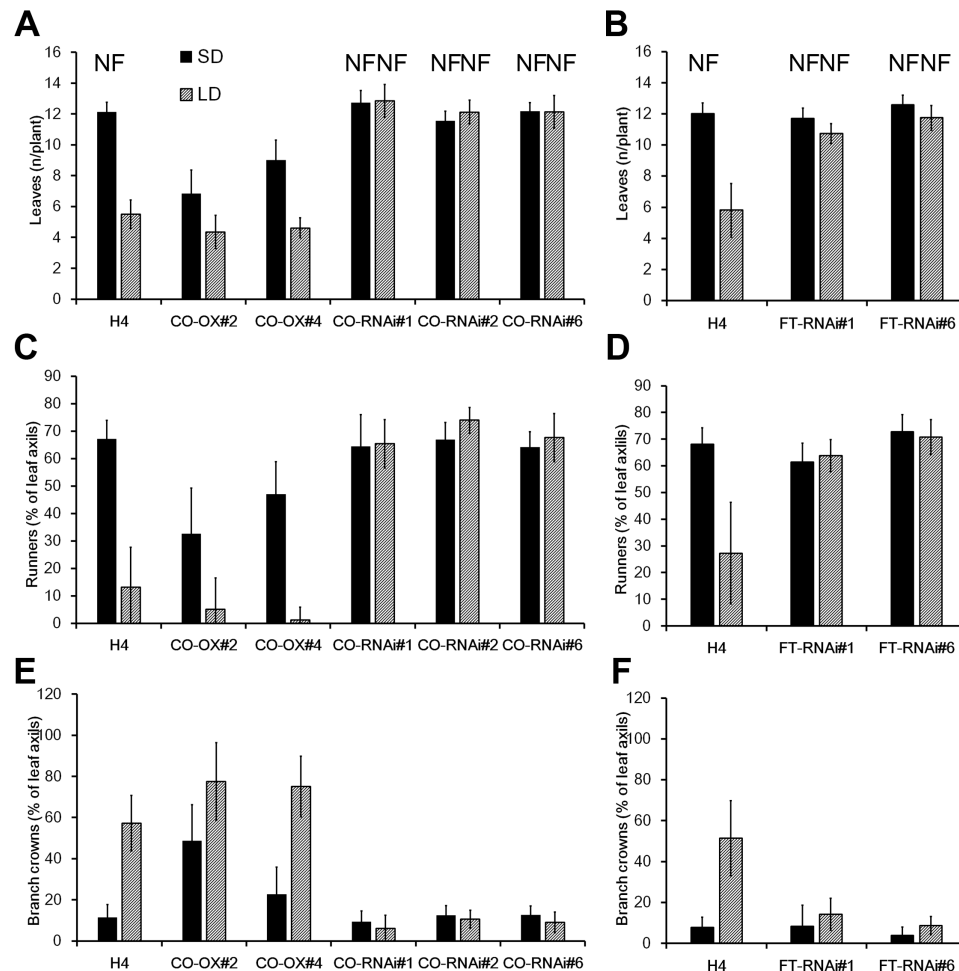 A
B
Leaves (n/plant)
16
14
12
10
8
6
4
2
0
NF
SD
LD
NFNF
NFNF
NFNF
H4
CO-OX#2
CO-OX#4
CO-RNAi#1
CO-RNAi#2
CO-RNAi#6
Leaves (n/plant)
16
14
12
10
8
6
4
2
0
NF
NFNF
NFNF
H4
FT-RNAi#1
FT-RNAi#6
C
D
Runners (% of leaf axils)
90
80
70
60
50
40
30
20
10
0
H4
CO-OX#2
CO-OX#4
CO-RNAi#1
CO-RNAi#2
CO-RNAi#6
Runners (% of leaf axlils)
90
80
70
60
50
40
30
20
10
0
H4
FT-RNAi#1
FT-RNAi#6
E
F
Branch crowns (% of leaf axils)
120
100
80
60
40
20
0
H4
CO-OX#2
CO-OX#4
CO-RNAi#1
CO-RNAi#2
CO-RNAi#6
Branch crowns (% of leaf axils)
120
100
80
60
40
20
0
H4
FT-RNAi#1
FT-RNAi#6